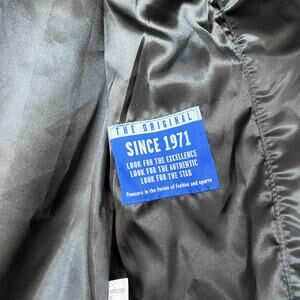 THE ORIGINAL
SINCE 1971
LOOK FOR THE EXCELLENCE
LOOK FOR THE AUTHENTIC
LOOK FOR THE STAR
Pioneers in the fusion of fashion and sports